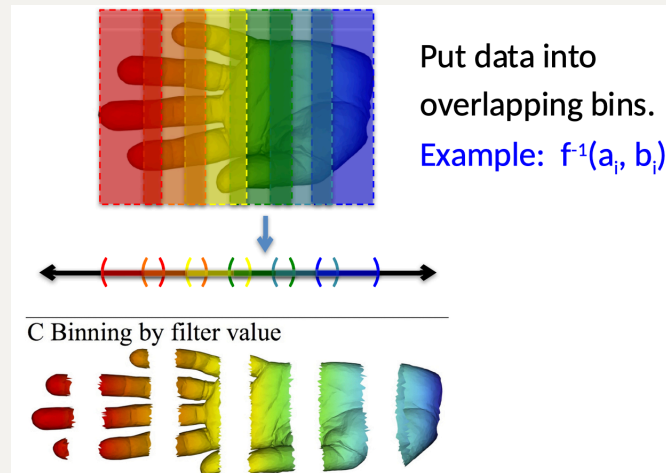 Put data into
overlapping bins.
Example: f⁻¹(aᵢ, bᵢ)
( ( ) ( ) ( ) ( ) ( ) )
C Binning by filter value